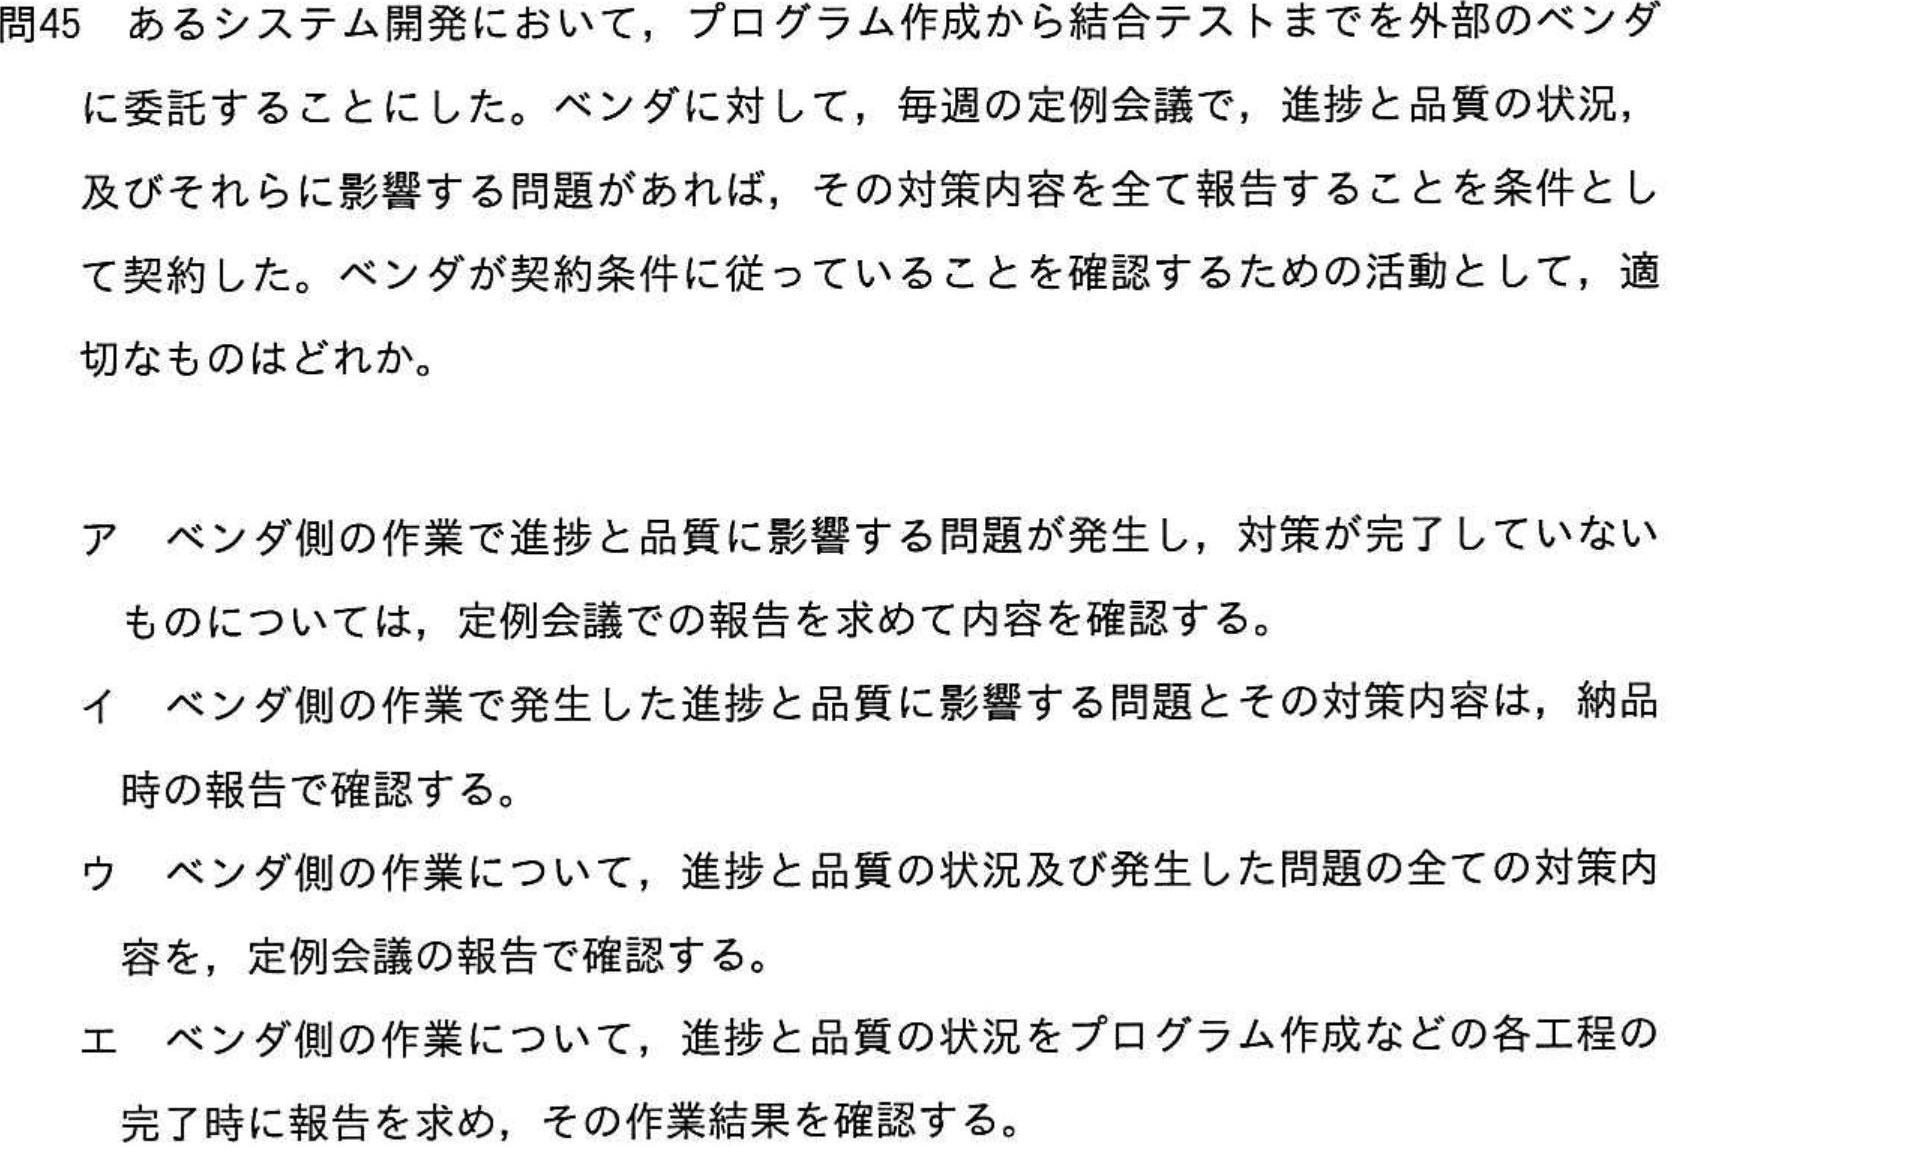 問45　あるシステム開発において，プログラム作成から結合テストまでを外部のベンダ
に委託することにした。ベンダに対して，毎週の定例会議で，進捗と品質の状況，
及びそれらに影響する問題があれば，その対策内容を全て報告することを条件とし
て契約した。ベンダが契約条件に従っていることを確認するための活動として，適
切なものはどれか。
ア　ベンダ側の作業で進捗と品質に影響する問題が発生し，対策が完了していない
ものについては，定例会議での報告を求めて内容を確認する。
イ　ベンダ側の作業で発生した進捗と品質に影響する問題とその対策内容は，納品
時の報告で確認する。
ウ　ベンダ側の作業について，進捗と品質の状況及び発生した問題の全ての対策内
容を，定例会議の報告で確認する。
エ　ベンダ側の作業について，進捗と品質の状況をプログラム作成などの各工程の
完了時に報告を求め，その作業結果を確認する。